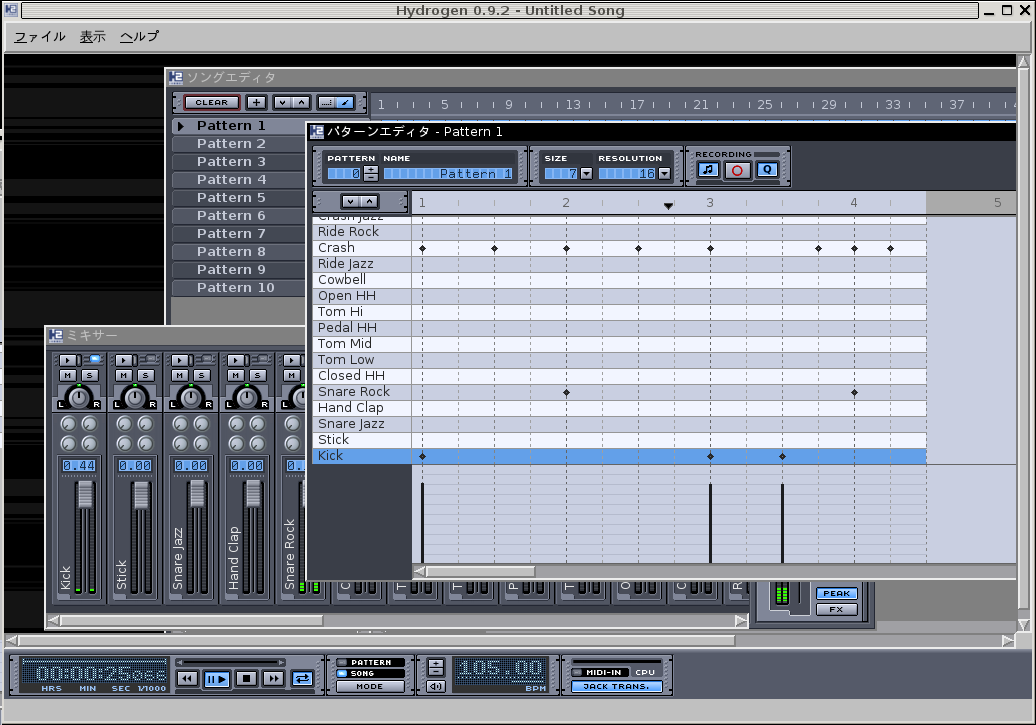 Hydrogen 0.9.2 - Untitled Song
ファイル 表示 ヘルプ
ソングエディタ
CLEAR
1 5 9 13 17 21 25 29 33 37
Pattern 1
Pattern 2
Pattern 3
Pattern 4
Pattern 5
Pattern 6
Pattern 7
Pattern 8
Pattern 9
Pattern 10
パターンエディタ - Pattern 1
PATTERN NAME SIZE RESOLUTION RECORDING
0 Pattern 1 7 16 Q
1 2 3 4 5
Crash Jazz
Ride Rock
Crash
Ride Jazz
Cowbell
Open HH
Tom Hi
Pedal HH
Tom Mid
Tom Low
Closed HH
Snare Rock
Hand Clap
Snare Jazz
Stick
Kick
ミキサー
M S M S M S M S M
L R L R L R L R L
0.44 0.00 0.00 0.00
Kick
Stick
Snare Jazz
Hand Clap
Snare Rock
PEAK
FX
00:00:25066
HRS MIN SEC 1/1000
PATTERN
SONG
MODE
105.00
BPM
MIDI-IN CPU
JACK TRANS.